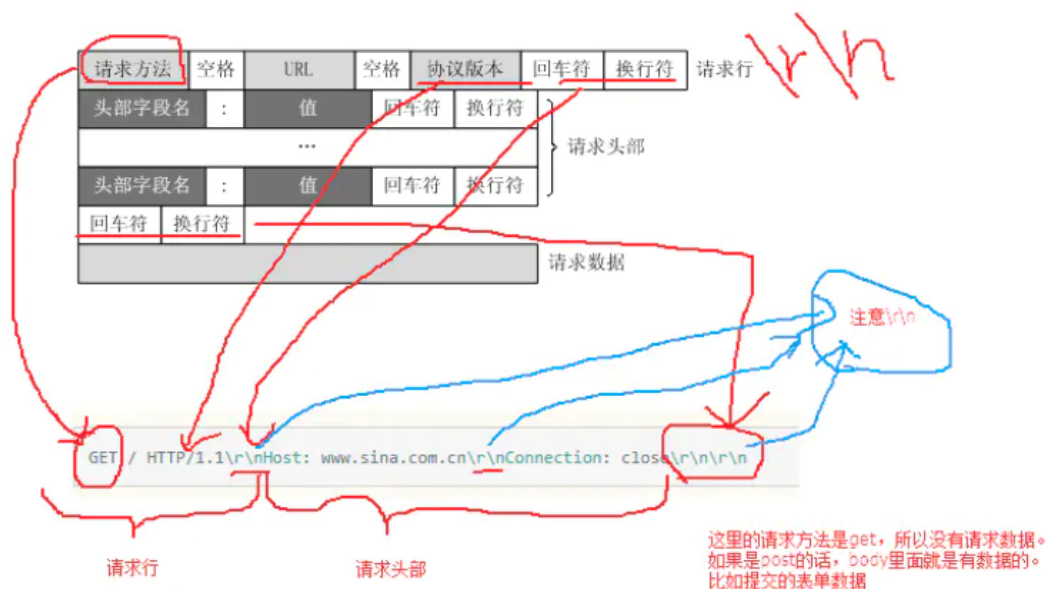 请求方法 空格 URL 空格 协议版本 回车符 换行符 请求行 \r\n
头部字段名 : 值 回车符 换行符
... 请求头部
头部字段名 : 值 回车符 换行符
回车符 换行符
请求数据
注意\r\n
GET / HTTP/1.1\r\nHost: www.sina.com.cn\r\nConnection: close\r\n\r\n
请求行 请求头部
这里的请求方法是get，所以没有请求数据。
如果是post的话，body里面就是有数据的。
比如提交的表单数据